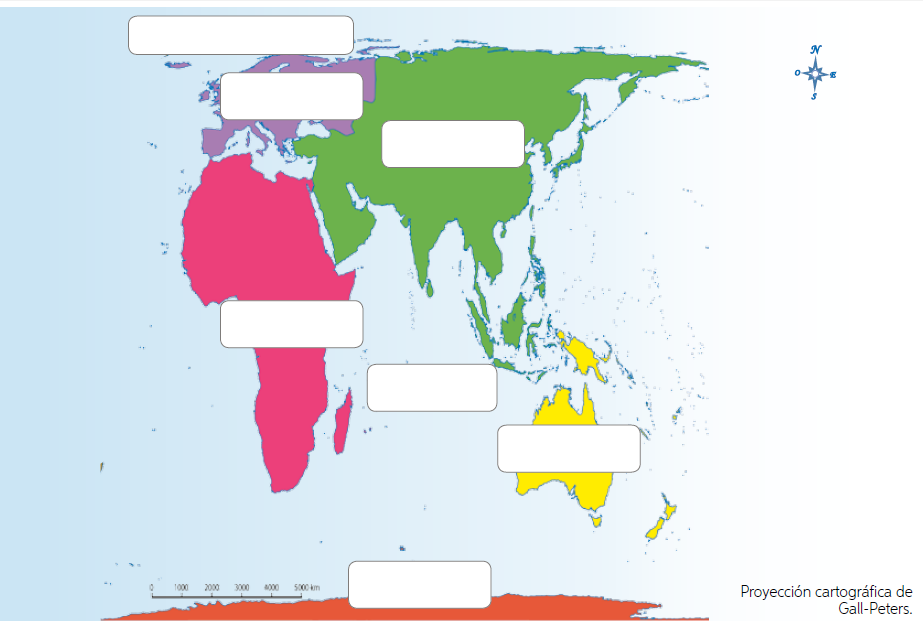 N
O E
S
0 1000 2000 3000 4000 5000 km
Proyección cartográfica de
Gall-Peters.